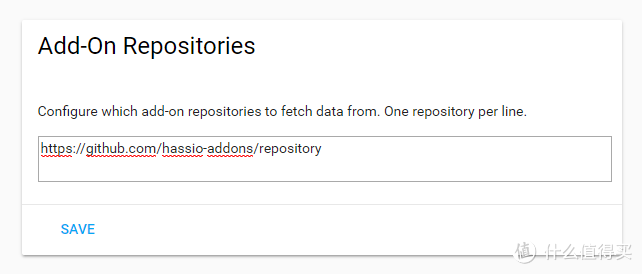 Add-On Repositories
Configure which add-on repositories to fetch data from. One repository per line.
https://github.com/hassio-addons/repository
SAVE
值 什么值得买